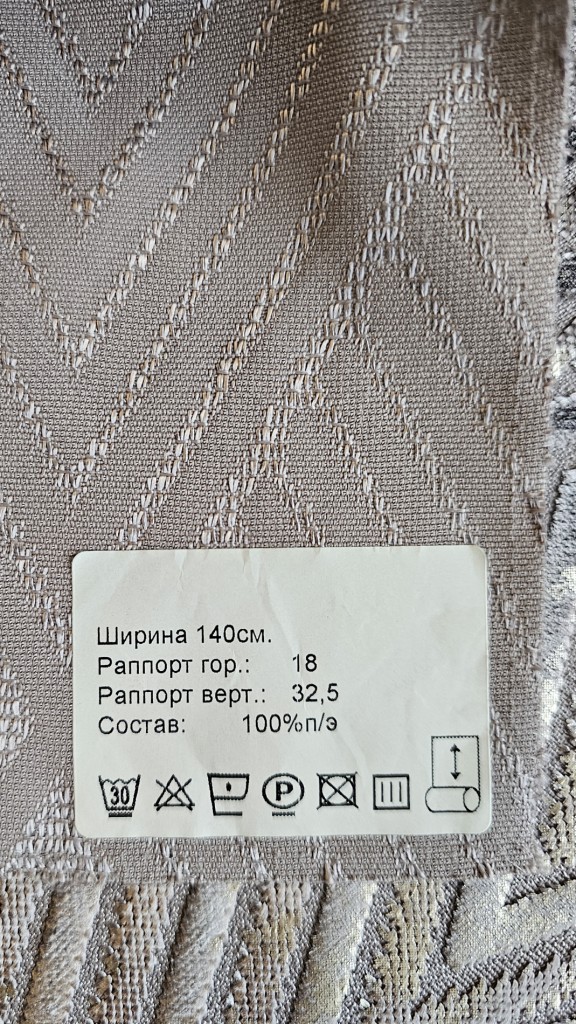 Ширина 140см.
Раппорт гор.: 18
Раппорт верт.: 32,5
Состав: 100%п/э
30 P